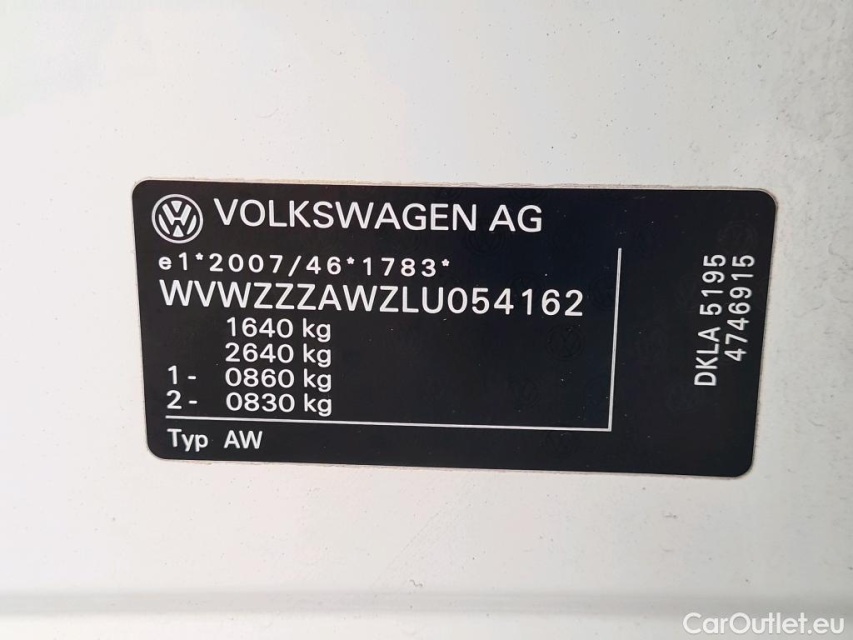 VOLKSWAGEN AG
e1*2007/46*1783*
WVWZZZAWZLU054162
1640 kg
2640 kg
1- 0860 kg
2- 0830 kg
Typ AW
DKLA 5195
4746915
CarOutlet.eu